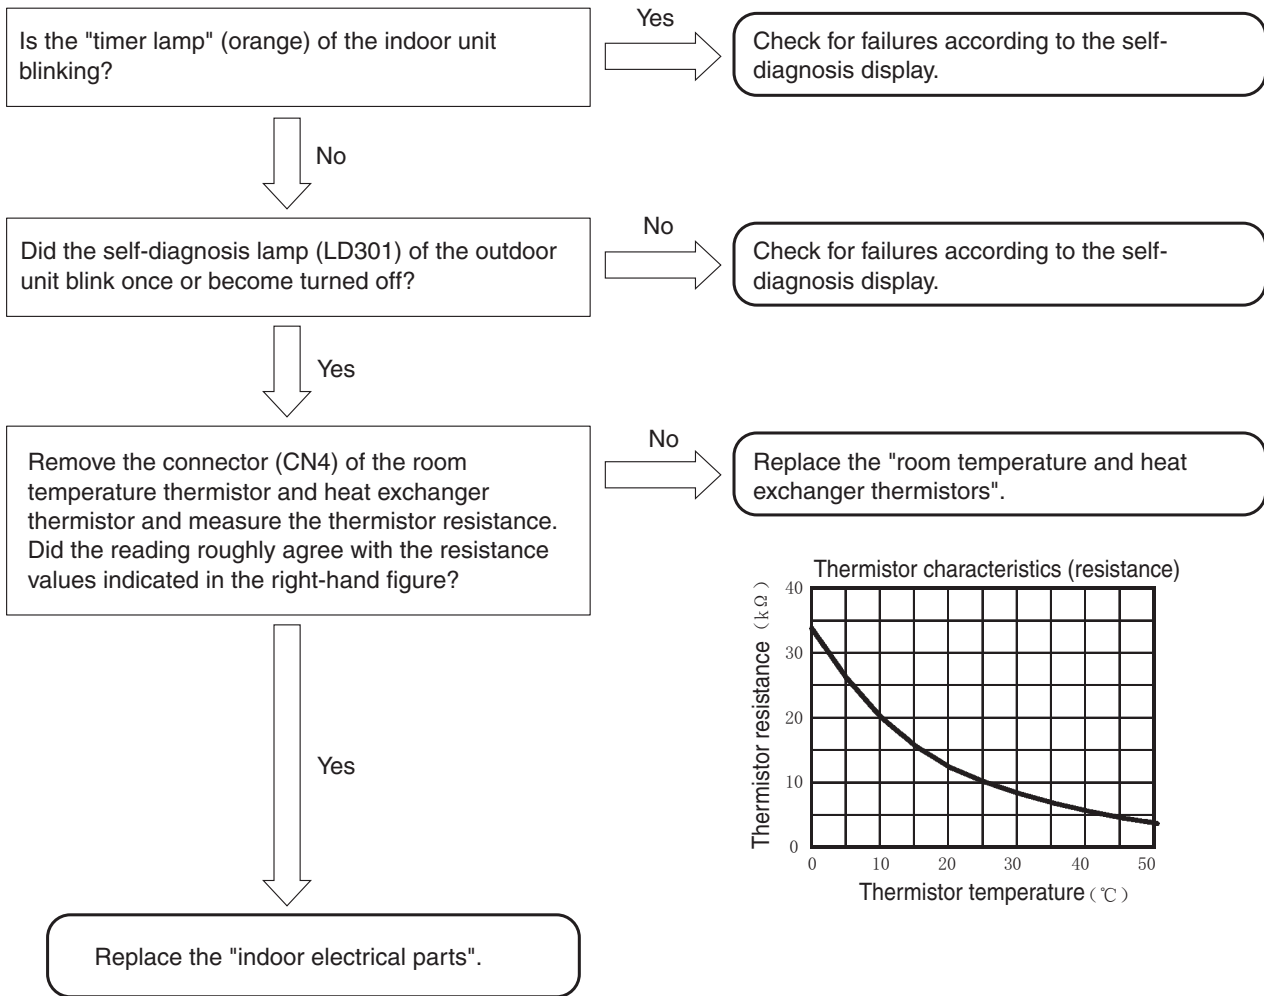 Is the "timer lamp" (orange) of the indoor unit
blinking?
Yes
Check for failures according to the self-
diagnosis display.
No
Did the self-diagnosis lamp (LD301) of the outdoor
unit blink once or become turned off?
No
Check for failures according to the self-
diagnosis display.
Yes
Remove the connector (CN4) of the room
temperature thermistor and heat exchanger
thermistor and measure the thermistor resistance.
Did the reading roughly agree with the resistance
values indicated in the right-hand figure?
No
Replace the "room temperature and heat
exchanger thermistors".
Thermistor characteristics (resistance)
Thermistor resistance (kΩ)
40
30
20
10
0
0 10 20 30 40 50
Thermistor temperature (℃)
Yes
Replace the "indoor electrical parts".